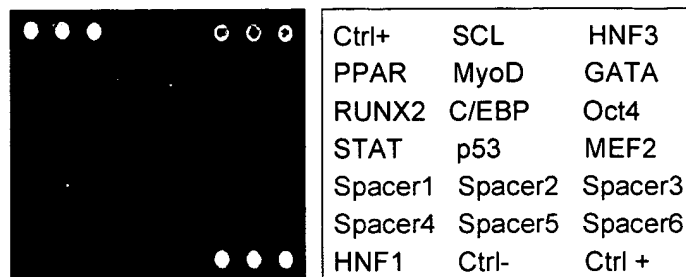 Ctrl+ SCL HNF3
PPAR MyoD GATA
RUNX2 C/EBP Oct4
STAT p53 MEF2
Spacer1 Spacer2 Spacer3
Spacer4 Spacer5 Spacer6
HNF1 Ctrl- Ctrl +